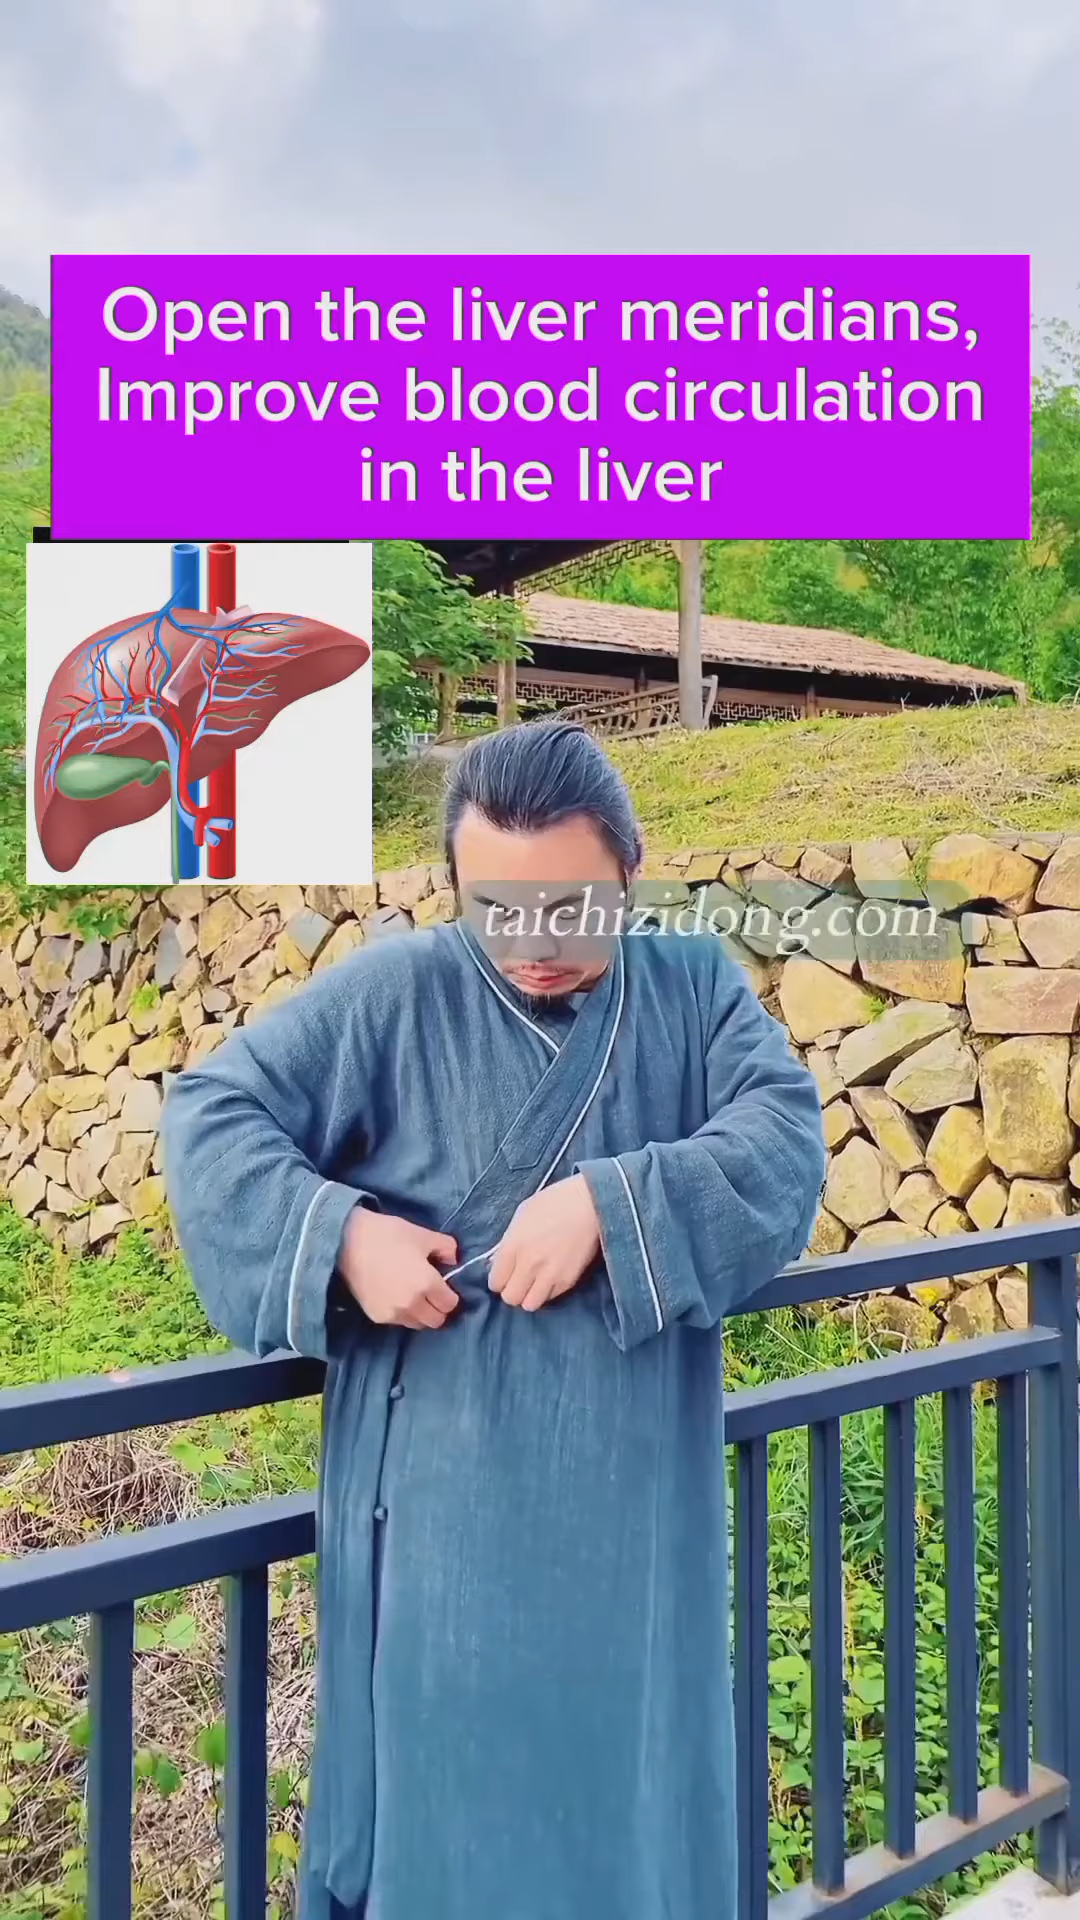 Open the liver meridians,
Improve blood circulation
in the liver
taichizidong.com